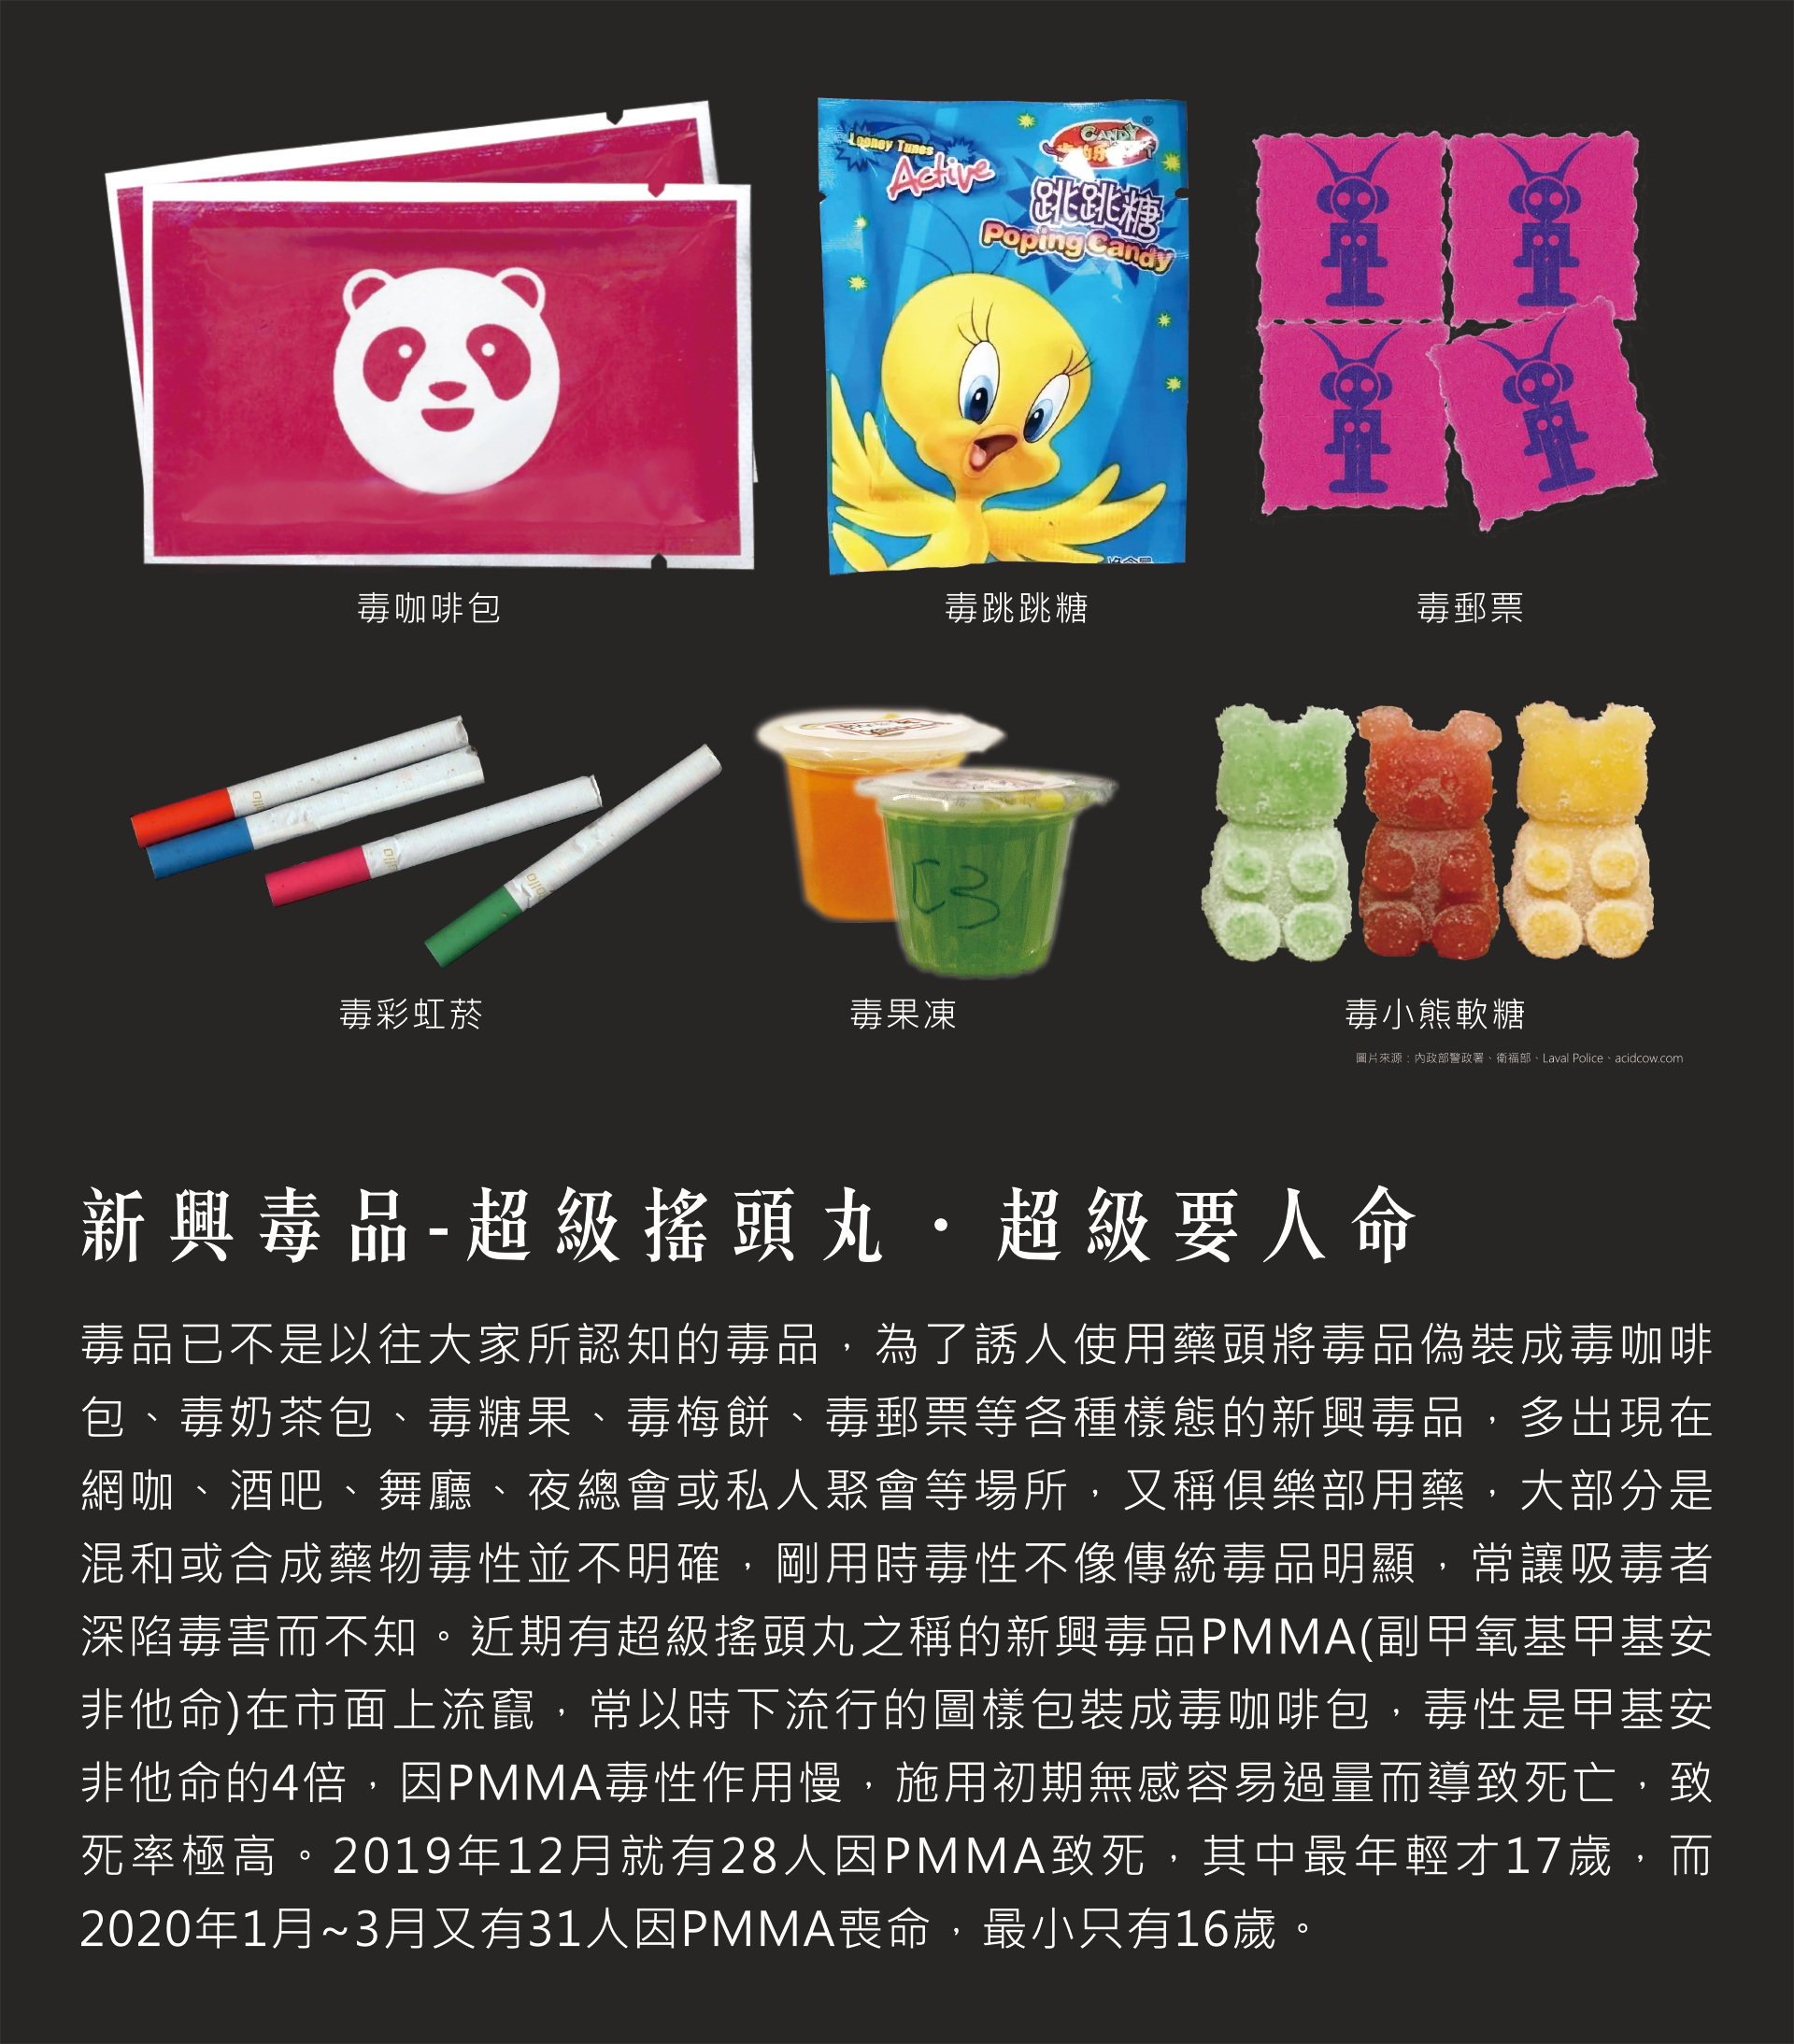 Looney Tunes
Active
CANDY
跳跳糖
Poping Candy
毒咖啡包
毒跳跳糖
毒郵票
毒彩虹菸
毒果凍
毒小熊軟糖
圖片來源：內政部警政署、衛福部、Laval Police、acidcow.com
新興毒品-超級搖頭丸・超級要人命
毒品已不是以往大家所認知的毒品，為了誘人使用藥頭將毒品偽裝成毒咖啡
包、毒奶茶包、毒糖果、毒梅餅、毒郵票等各種樣態的新興毒品，多出現在
網咖、酒吧、舞廳、夜總會或私人聚會等場所，又稱俱樂部用藥，大部分是
混和或合成藥物毒性並不明確，剛用時毒性不像傳統毒品明顯，常讓吸毒者
深陷毒害而不知。近期有超級搖頭丸之稱的新興毒品PMMA(副甲氧基甲基安
非他命)在市面上流竄，常以時下流行的圖樣包裝成毒咖啡包，毒性是甲基安
非他命的4倍，因PMMA毒性作用慢，施用初期無感容易過量而導致死亡，致
死率極高。2019年12月就有28人因PMMA致死，其中最年輕才17歲，而
2020年1月~3月又有31人因PMMA喪命，最小只有16歲。